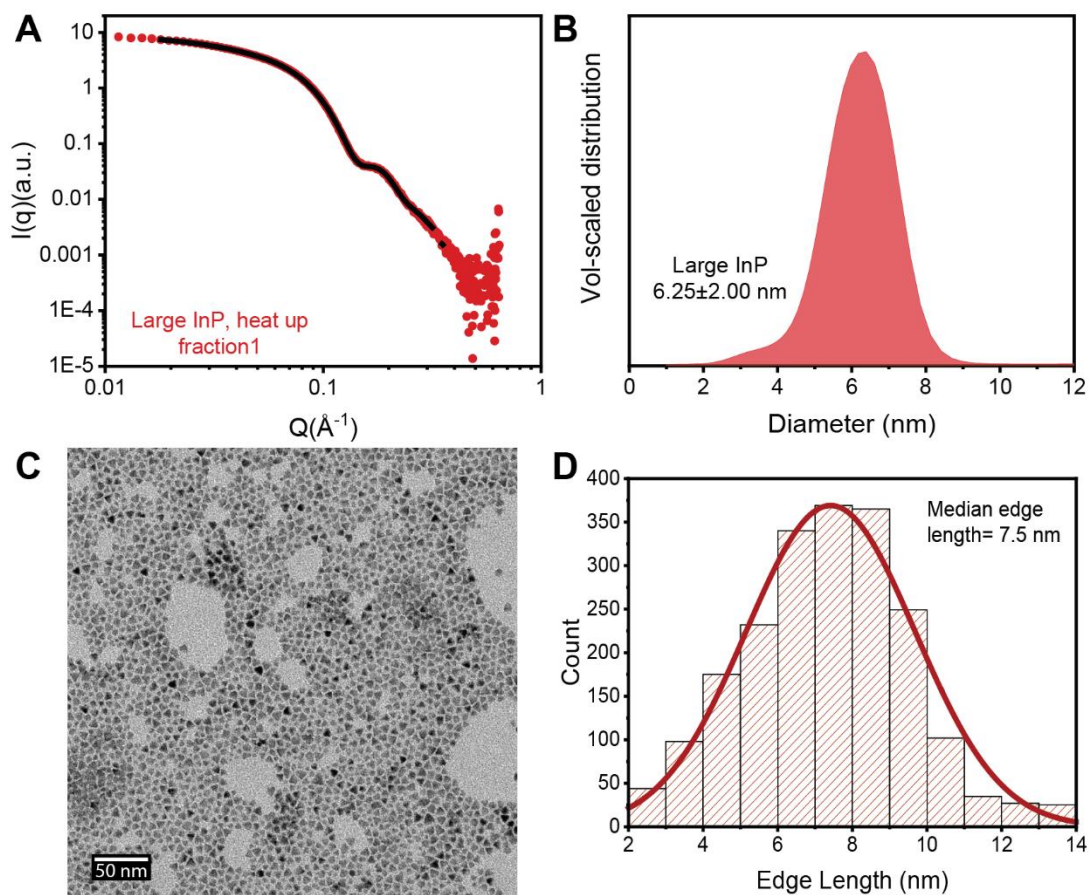 A
10
1
0.1
0.01
0.001
1E-4
1E-5
I(q)(a.u.)
Large InP, heat up
fraction1
0.01
0.1
1
Q(Å⁻¹)
B
Vol-scaled distribution
Large InP
6.25±2.00 nm
0
2
4
6
8
10
12
Diameter (nm)
C
50 nm
D
400
350
300
250
200
150
100
50
0
Count
Median edge
length= 7.5 nm
2
4
6
8
10
12
14
Edge Length (nm)